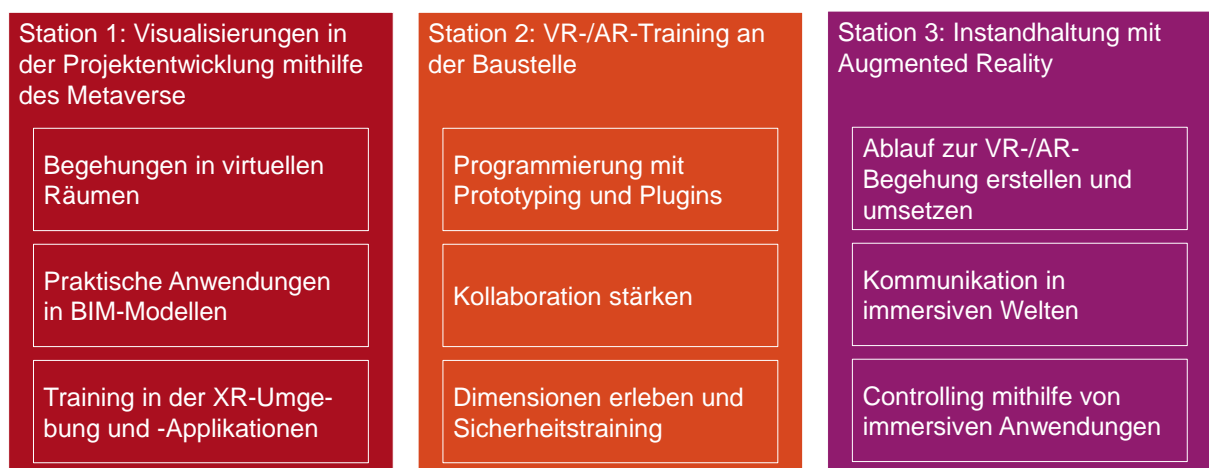 Station 1: Visualisierungen in
der Projektentwicklung mithilfe
des Metaverse
Begehungen in virtuellen
Räumen
Praktische Anwendungen
in BIM-Modellen
Training in der XR-Umge-
bung und -Applikationen
Station 2: VR-/AR-Training an
der Baustelle
Programmierung mit
Prototyping und Plugins
Kollaboration stärken
Dimensionen erleben und
Sicherheitstraining
Station 3: Instandhaltung mit
Augmented Reality
Ablauf zur VR-/AR-
Begehung erstellen und
umsetzen
Kommunikation in
immersiven Welten
Controlling mithilfe von
immersiven Anwendungen